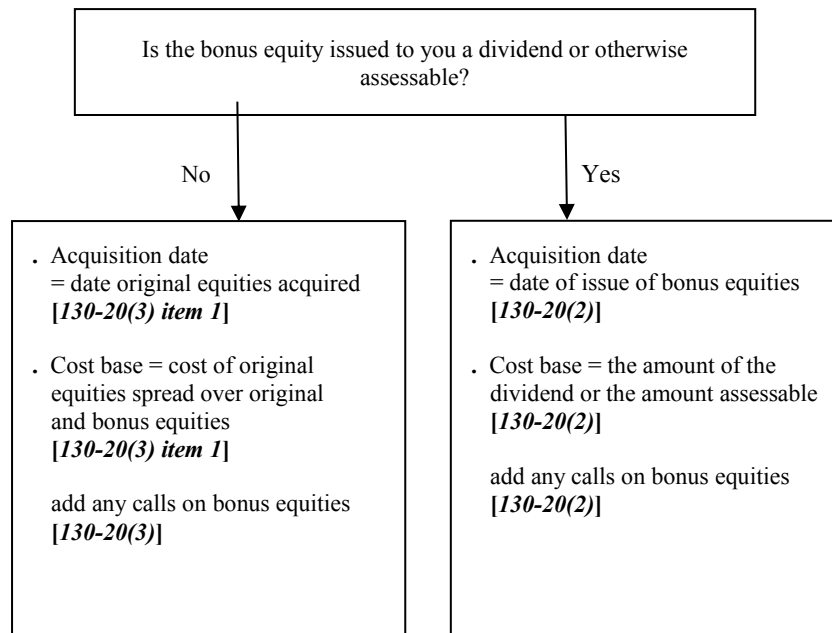 Is the bonus equity issued to you a dividend or otherwise
assessable?
No
Yes
. Acquisition date
= date original equities acquired
[130-20(3) item 1]
. Cost base = cost of original
equities spread over original
and bonus equities
[130-20(3) item 1]
add any calls on bonus equities
[130-20(3)]
. Acquisition date
= date of issue of bonus equities
[130-20(2)]
. Cost base = the amount of the
dividend or the amount assessable
[130-20(2)]
add any calls on bonus equities
[130-20(2)]